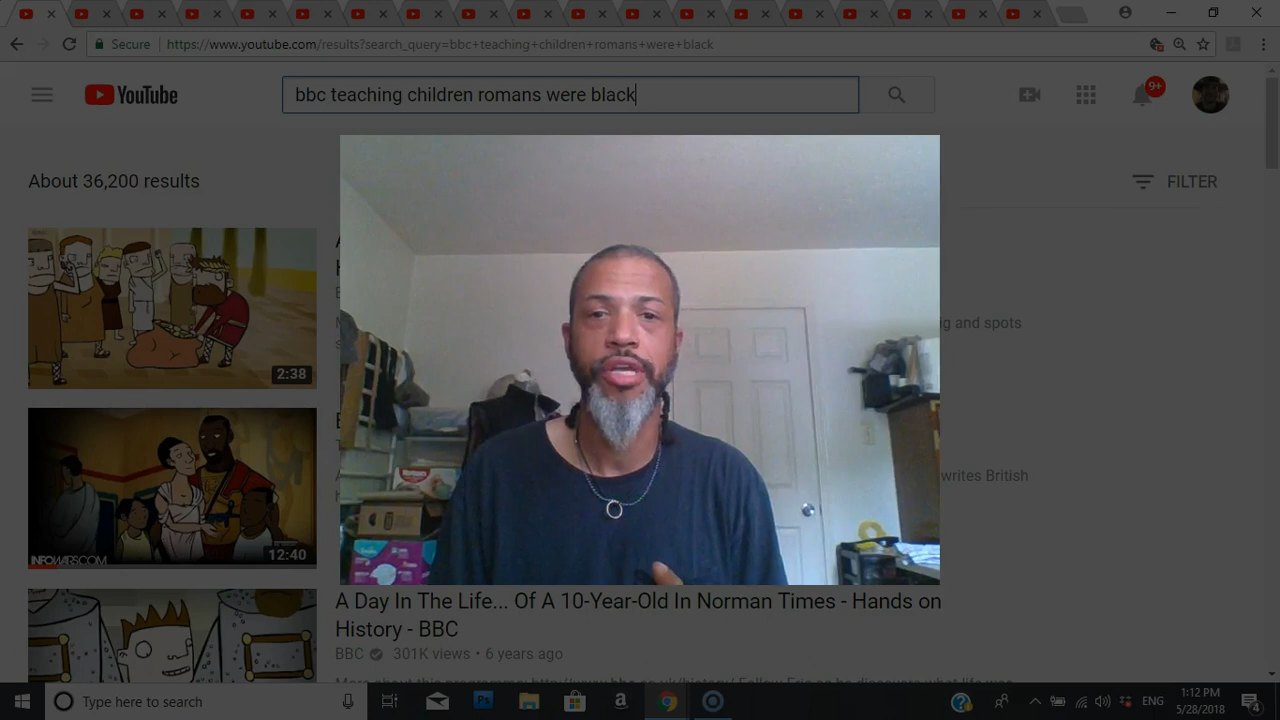 Secure https://www.youtube.com/results?search_query=bbc+teaching+children+romans+were+black
YouTube
bbc teaching children romans were black
9+
About 36,200 results
FILTER
2:38
ig and spots
INFOWARS.COM
12:40
writes British
A Day In The Life... Of A 10-Year-Old In Norman Times - Hands on
History - BBC
BBC 301K views • 6 years ago
Type here to search
Ps
a
ENG
1:12 PM
5/28/2018
4